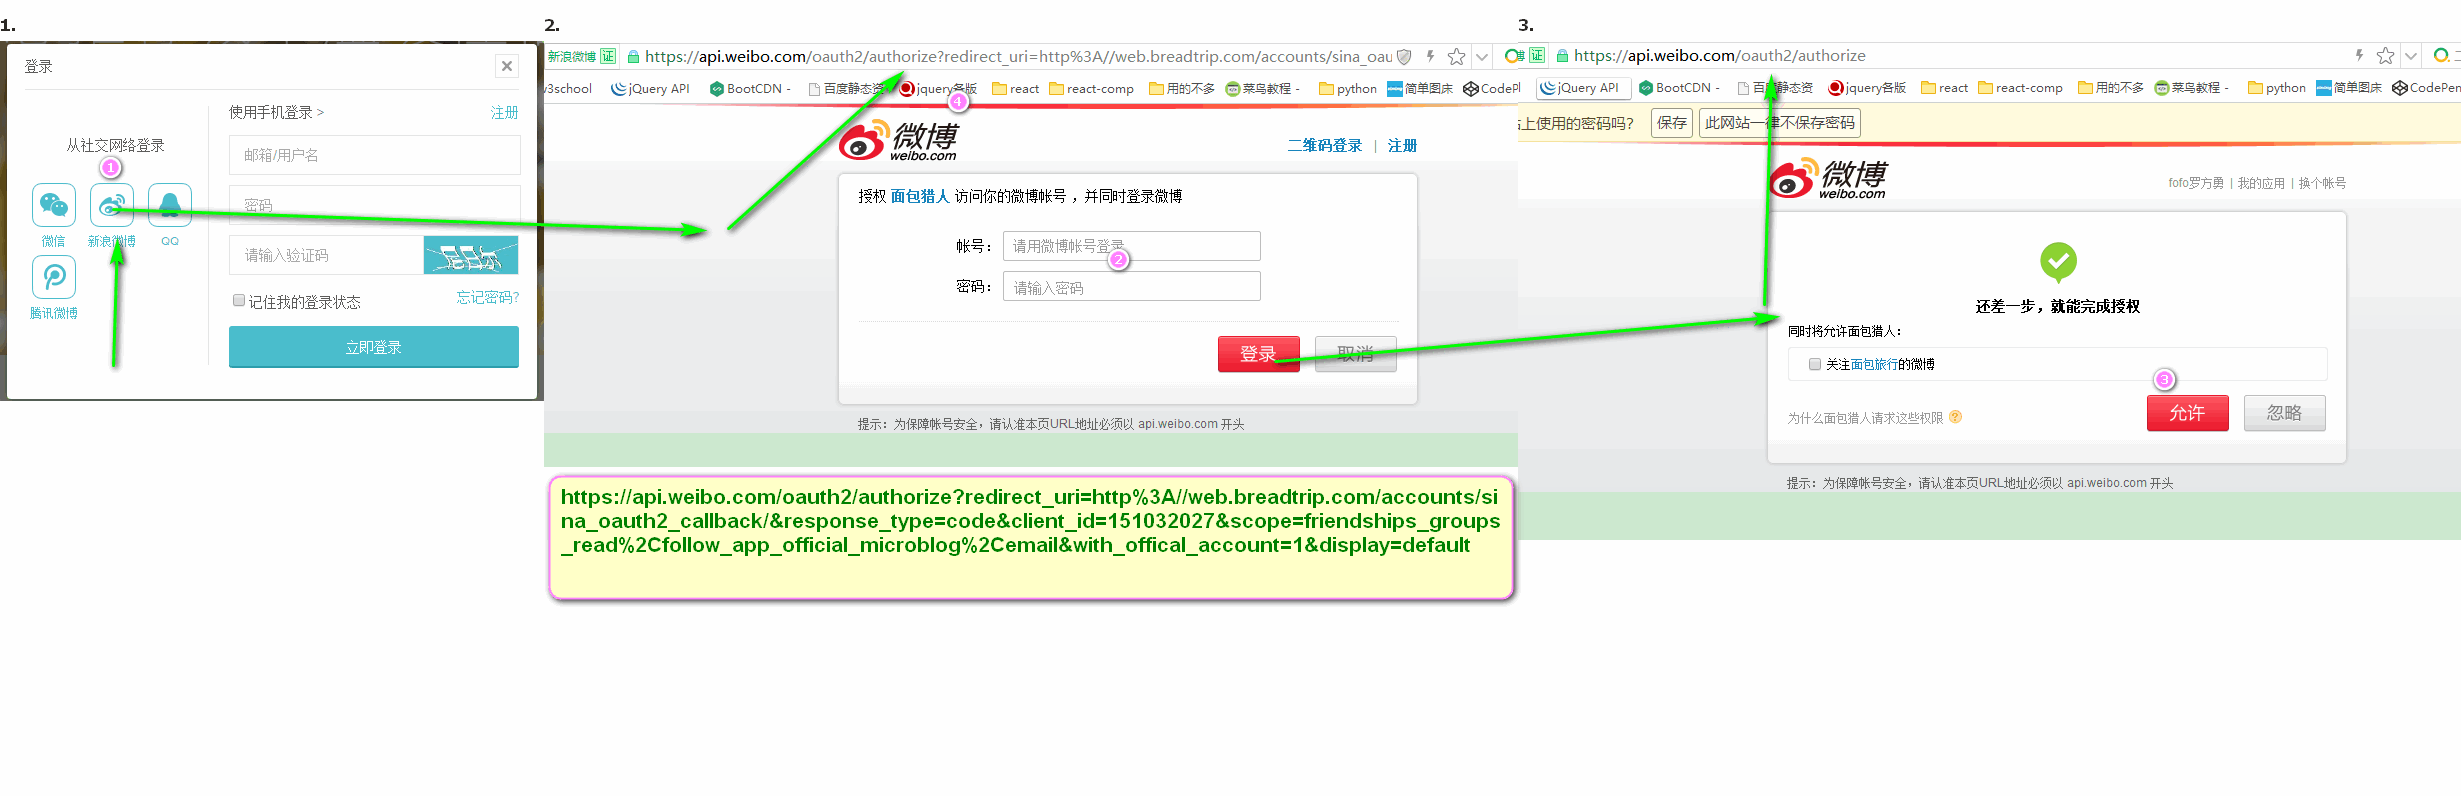 1.
登录
使用手机登录 >
注册
从社交网络登录
1
邮箱/用户名
密码
微信
新浪微博
QQ
请输入验证码
腾讯微博
记住我的登录状态
忘记密码?
立即登录
2.
新浪微博 证 https://api.weibo.com/oauth2/authorize?redirect_uri=http%3A//web.breadtrip.com/accounts/sina_oau
v3school jQuery API BootCDN - 百度静态资 jquery各版 react react-comp 用的不多 菜鸟教程 - python 简单图床 CodePl
4
微博
weibo.com
二维码登录 | 注册
授权 面包猎人 访问你的微博帐号，并同时登录微博
帐号： 请用微博帐号登录
2
密码： 请输入密码
登录 取消
提示：为保障帐号安全，请认准本页URL地址必须以 api.weibo.com 开头
https://api.weibo.com/oauth2/authorize?redirect_uri=http%3A//web.breadtrip.com/accounts/si
na_oauth2_callback/&response_type=code&client_id=151032027&scope=friendships_groups
_read%2Cfollow_app_official_microblog%2Cemail&with_offical_account=1&display=default
3.
博 证 https://api.weibo.com/oauth2/authorize
jQuery API BootCDN - 百度静态资 jquery各版 react react-comp 用的不多 菜鸟教程 - python 简单图床 CodePen
上使用的密码吗? 保存 此网站一律不保存密码
微博
weibo.com
fofo罗方勇 | 我的应用 | 换个帐号
还差一步，就能完成授权
同时将允许面包猎人：
关注面包旅行的微博
3
为什么面包猎人请求这些权限 ?
允许 忽略
提示：为保障帐号安全，请认准本页URL地址必须以 api.weibo.com 开头